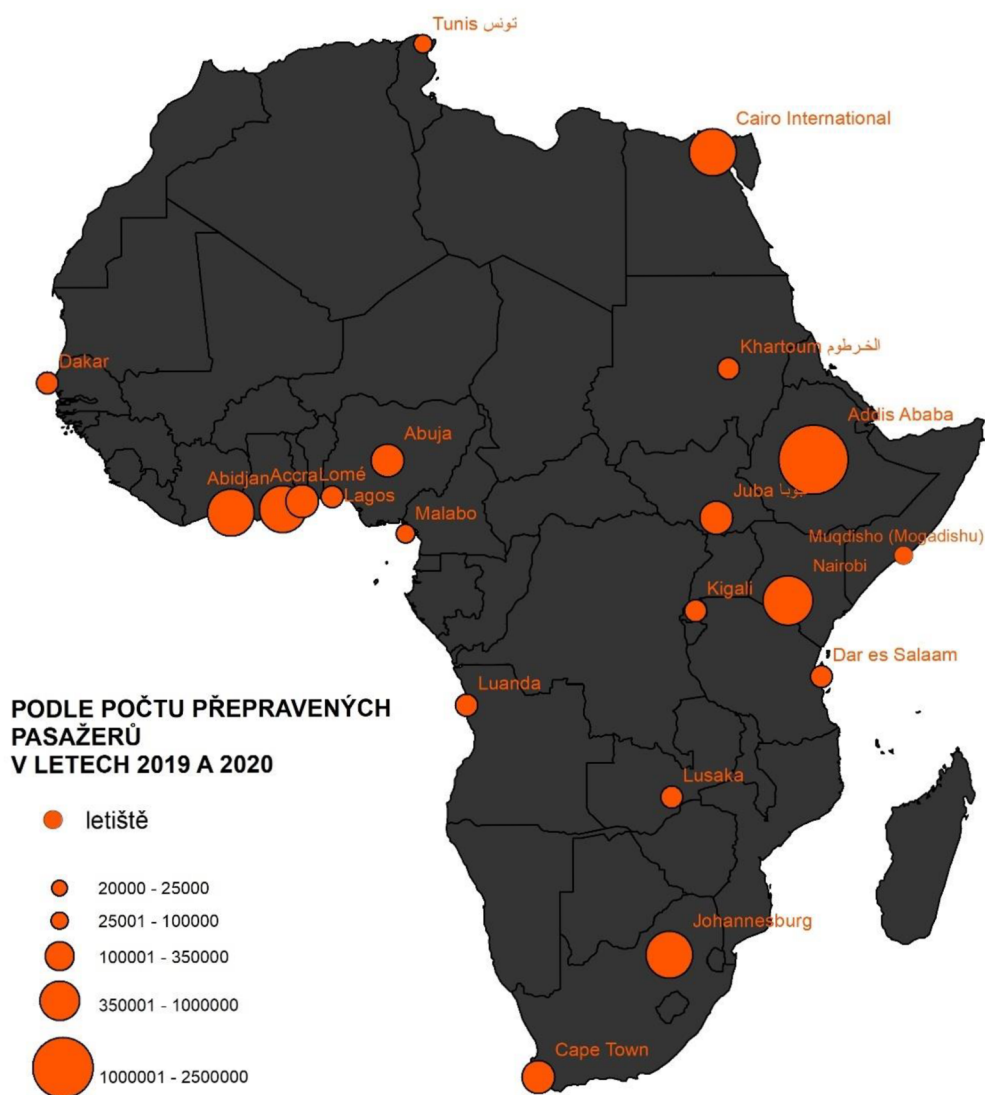 Tunis تونس
Cairo International
Dakar
Khartoum الخرطوم
Addis Ababa
Abuja
Abidjan
Accra
Lomé
Lagos
Juba جوبا
Malabo
Muqdisho (Mogadishu)
Nairobi
Kigali
Dar es Salaam
Luanda
PODLE POČTU PŘEPRAVENÝCH
PASAŽERŮ
V LETECH 2019 A 2020
Lusaka
letiště
20000 - 25000
25001 - 100000
Johannesburg
100001 - 350000
350001 - 1000000
Cape Town
1000001 - 2500000